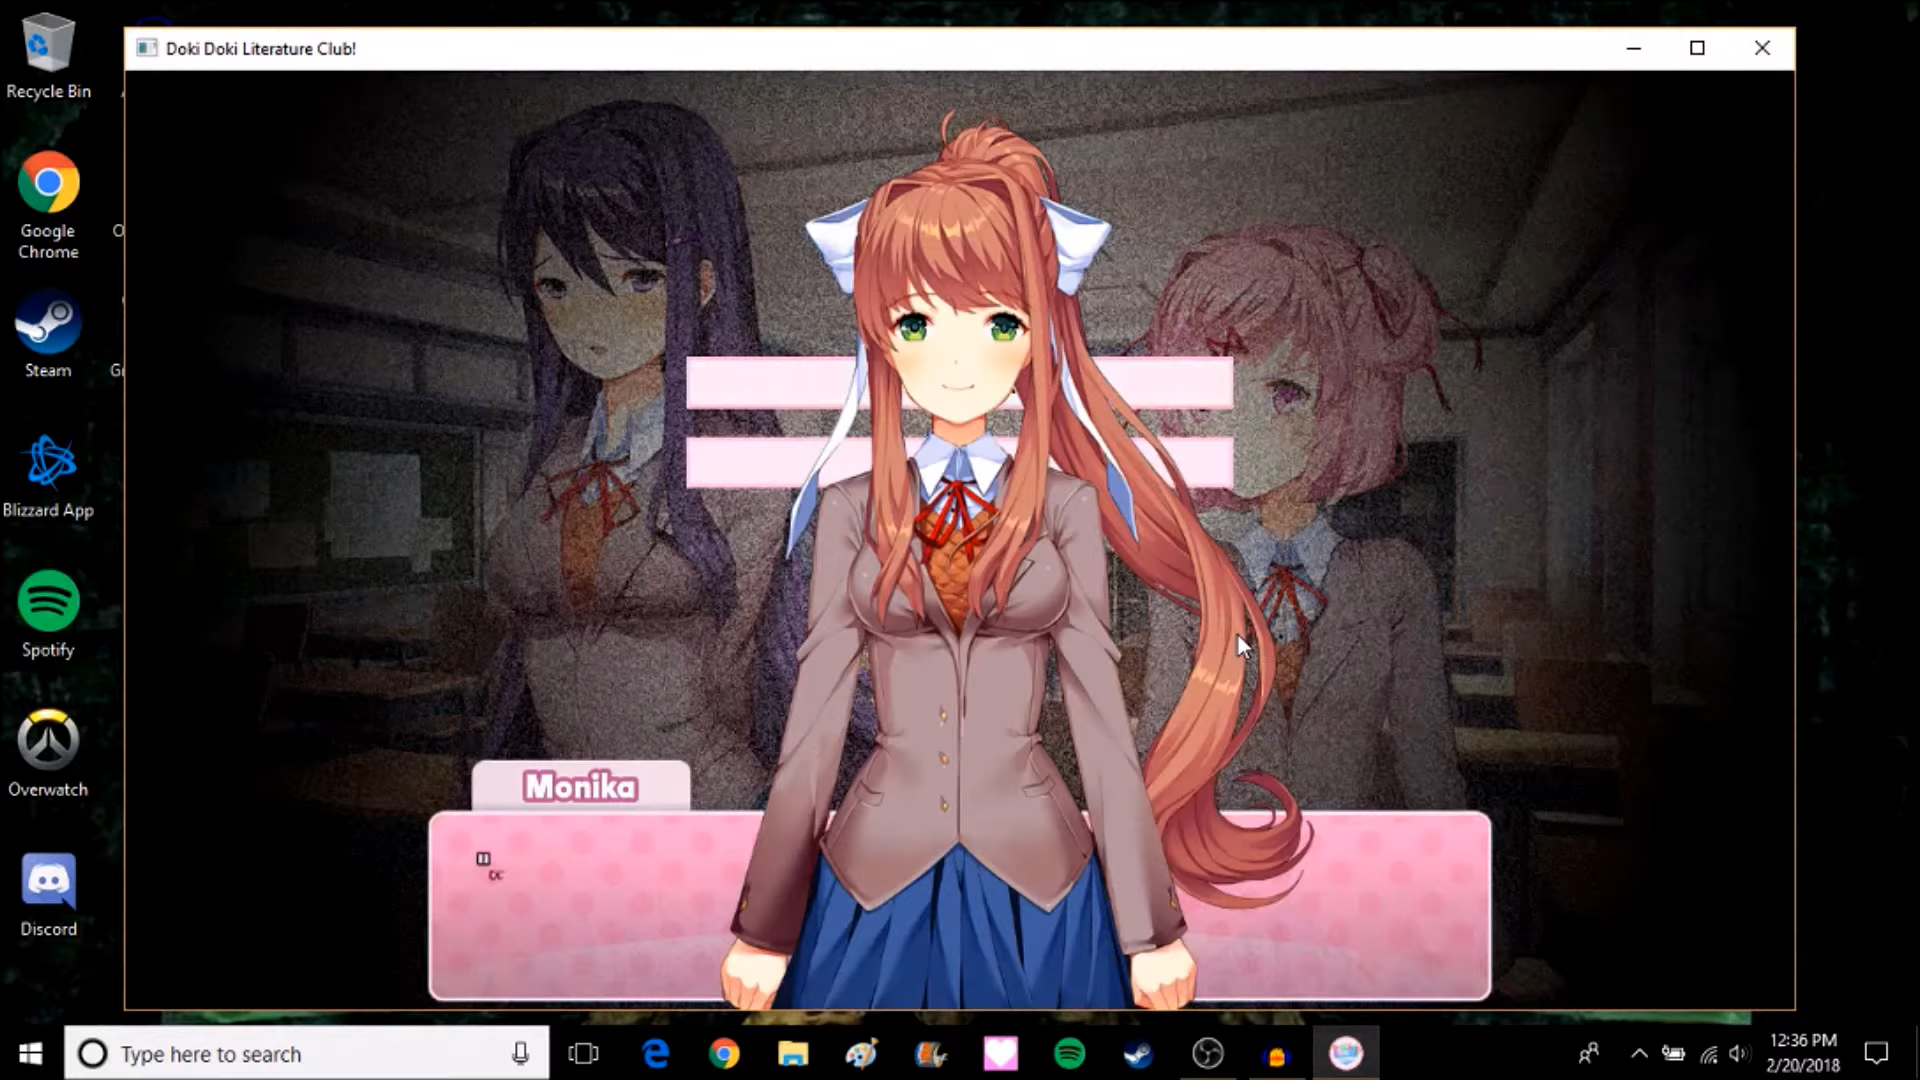 Doki Doki Literature Club!
Recycle Bin
Google
Chrome
Steam
Blizzard App
Spotify
Overwatch
Discord
Monika
Type here to search
12:36 PM
2/20/2018